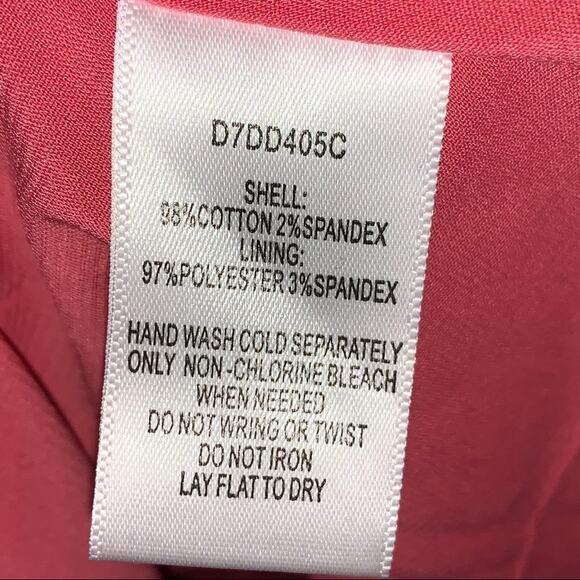 D7DD405C
SHELL:
98%COTTON 2%SPANDEX
LINING:
97%POLYESTER 3%SPANDEX
HAND WASH COLD SEPARATELY
ONLY NON-CHLORINE BLEACH
WHEN NEEDED
DO NOT WRING OR TWIST
DO NOT IRON
LAY FLAT TO DRY